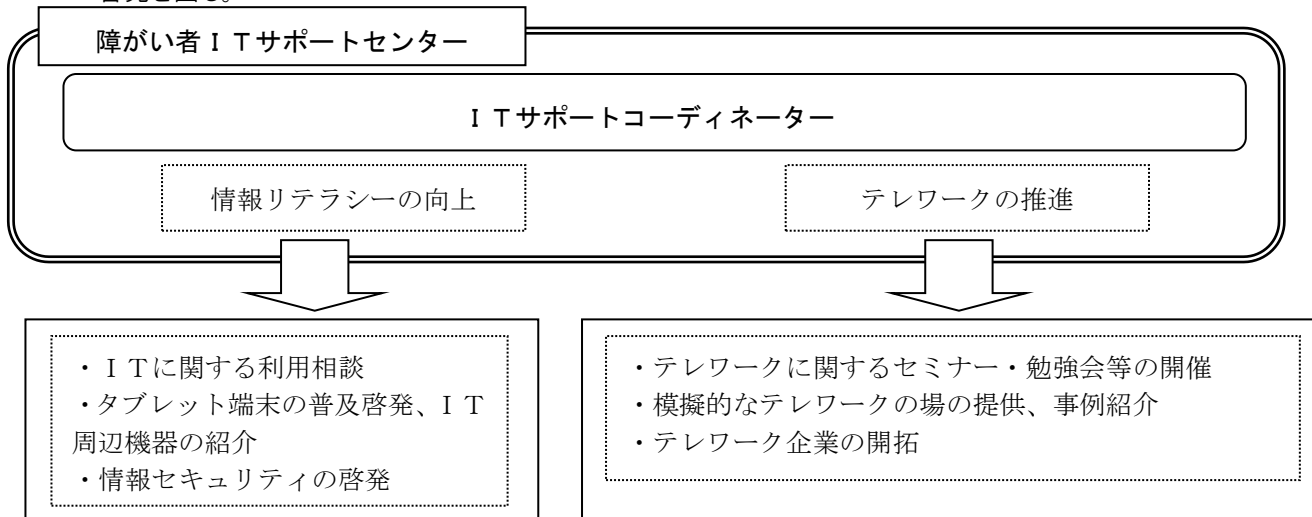 障がい者ＩＴサポートセンター
ＩＴサポートコーディネーター
情報リテラシーの向上
テレワークの推進
・ＩＴに関する利用相談
・タブレット端末の普及啓発、ＩＴ
周辺機器の紹介
・情報セキュリティの啓発
・テレワークに関するセミナー・勉強会等の開催
・模擬的なテレワークの場の提供、事例紹介
・テレワーク企業の開拓